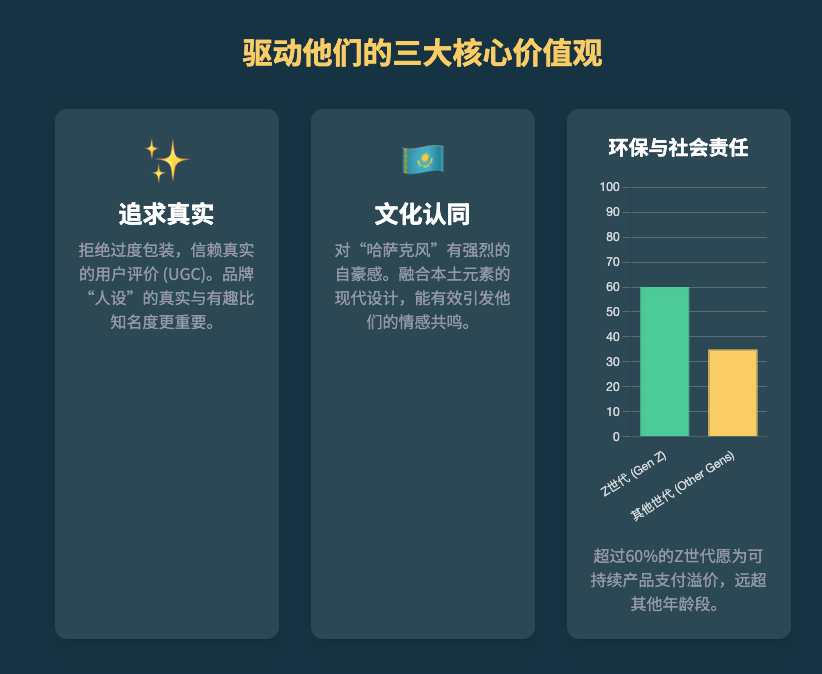 驱动他们的三大核心价值观
追求真实
拒绝过度包装，信赖真实
的用户评价 (UGC)。品牌
“人设”的真实与有趣比
知名度更重要。
文化认同
对“哈萨克风”有强烈的
自豪感。融合本土元素的
现代设计，能有效引发他
们的情感共鸣。
环保与社会责任
100
90
80
70
60
50
40
30
20
10
0
Z世代 (Gen Z)
其他世代 (Other Gens)
超过60%的Z世代愿为可
持续产品支付溢价，远超
其他年龄段。